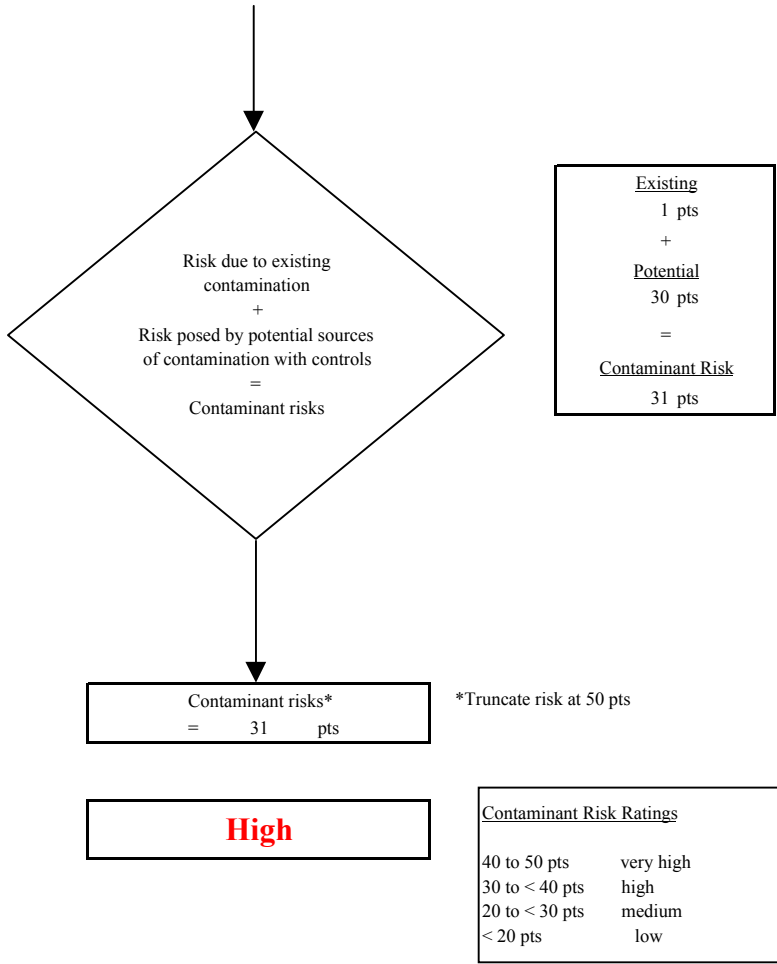 Risk due to existing
contamination
+
Risk posed by potential sources
of contamination with controls
=
Contaminant risks
Existing
1 pts
+
Potential
30 pts
=
Contaminant Risk
31 pts
Contaminant risks*
= 31 pts
*Truncate risk at 50 pts
High
Contaminant Risk Ratings
40 to 50 pts very high
30 to < 40 pts high
20 to < 30 pts medium
< 20 pts low